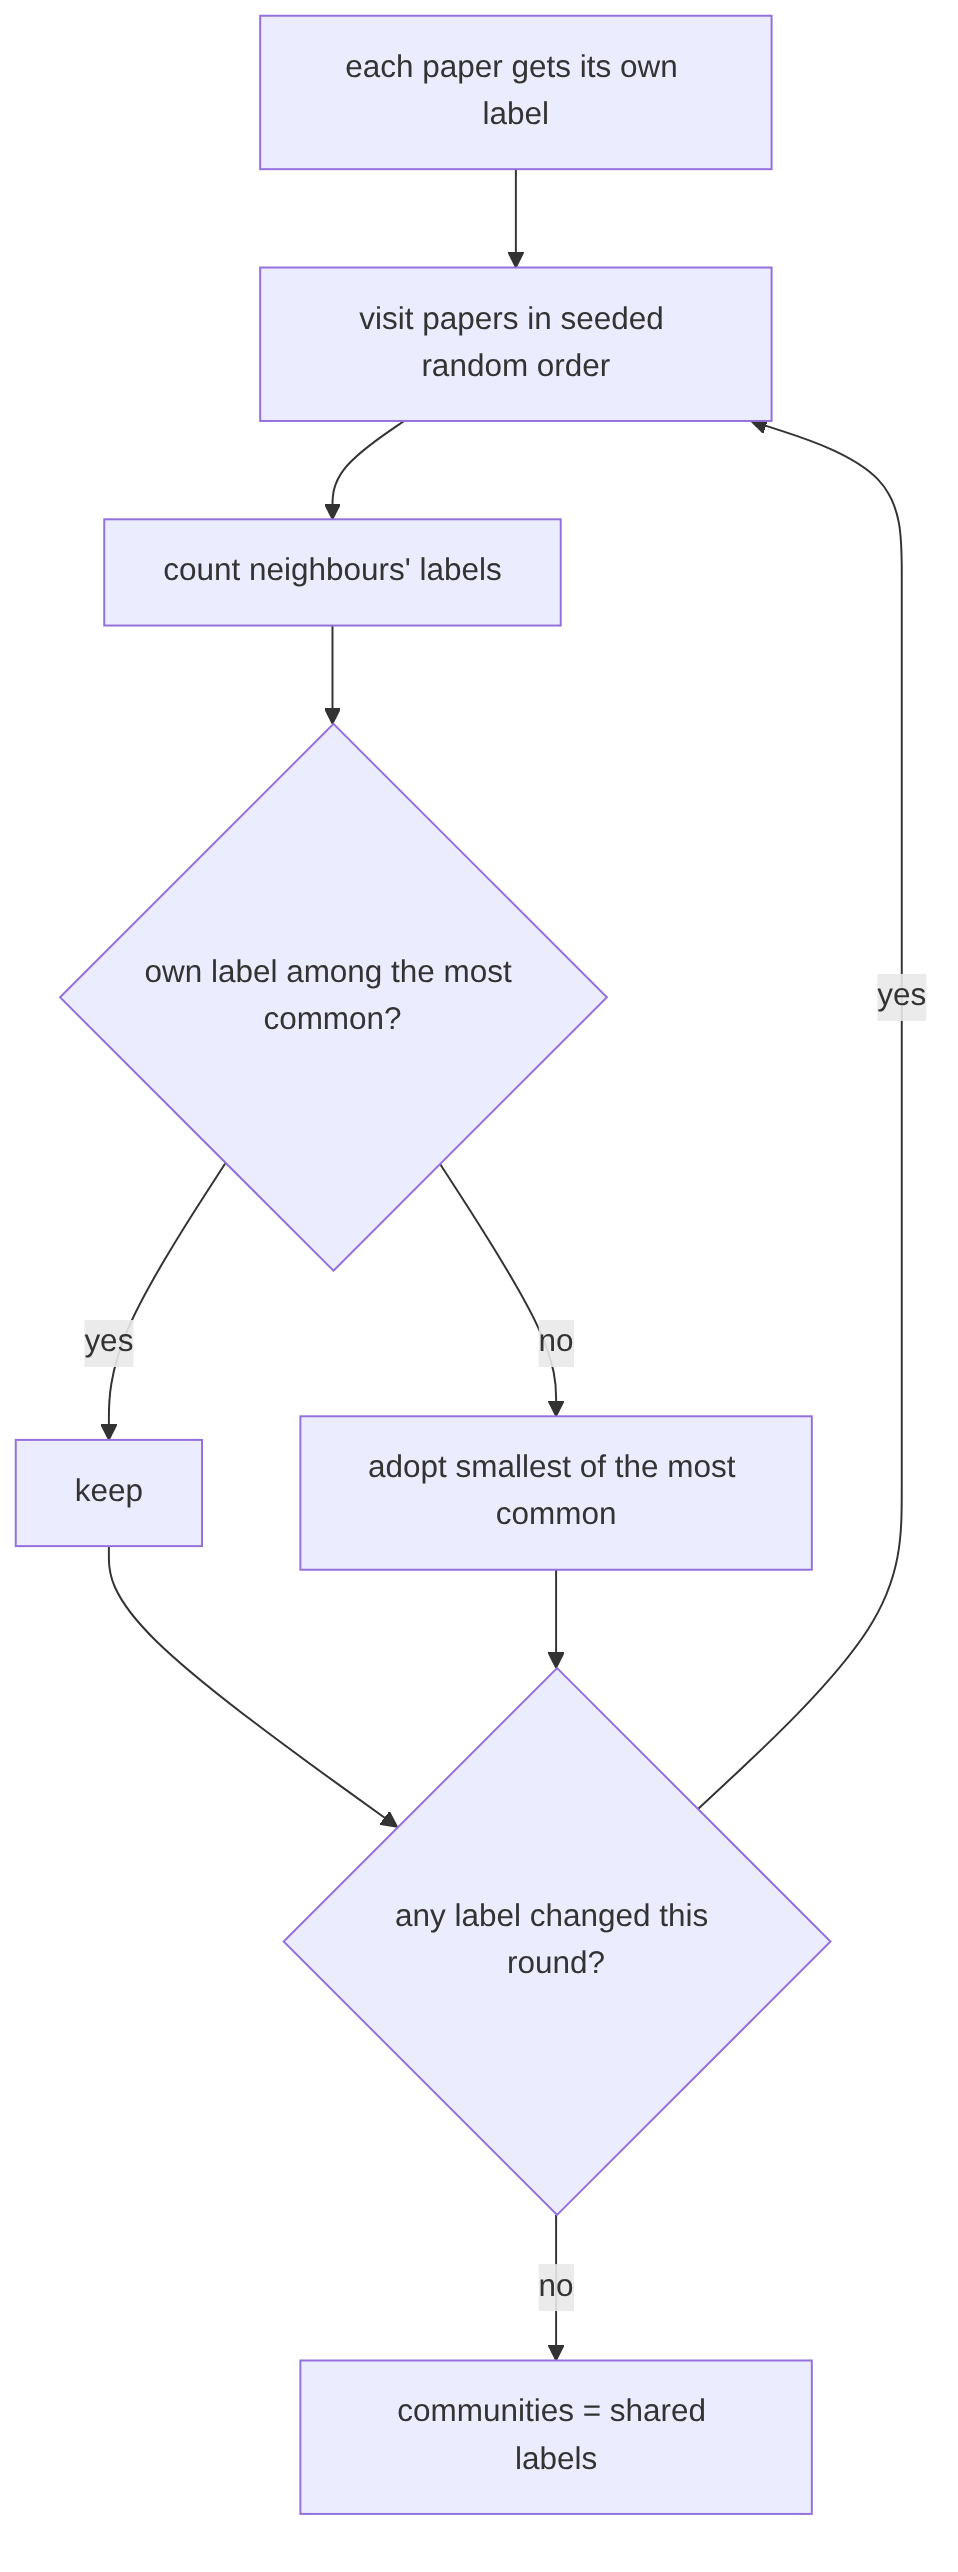 each paper gets its own
label
visit papers in seeded
random order
count neighbours' labels
own label among the most
common?
yes
yes
no
keep
adopt smallest of the most
common
any label changed this
round?
no
communities = shared
labels